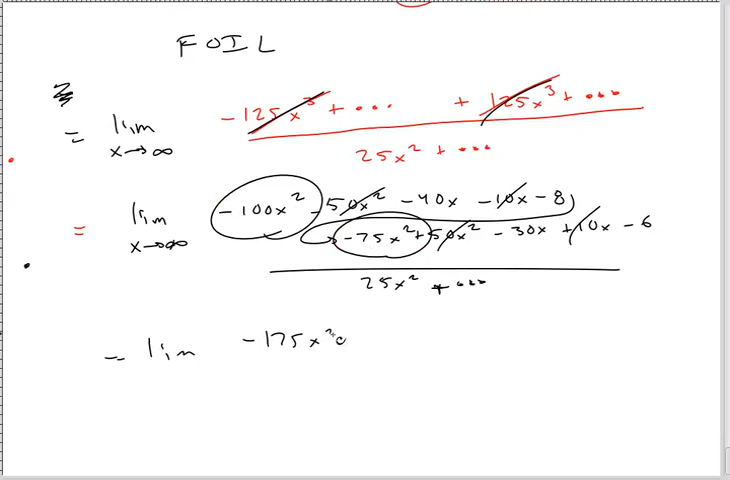 FOIL
= lim x→∞ (-125x³ + ... + 125x³ + ...) / (25x² + ...)
= lim x→∞ -100x² - 50x² - 40x - 10x - 8
-75x² + 50x² - 30x + 10x - 6
25x² + ...
= lim -175x²